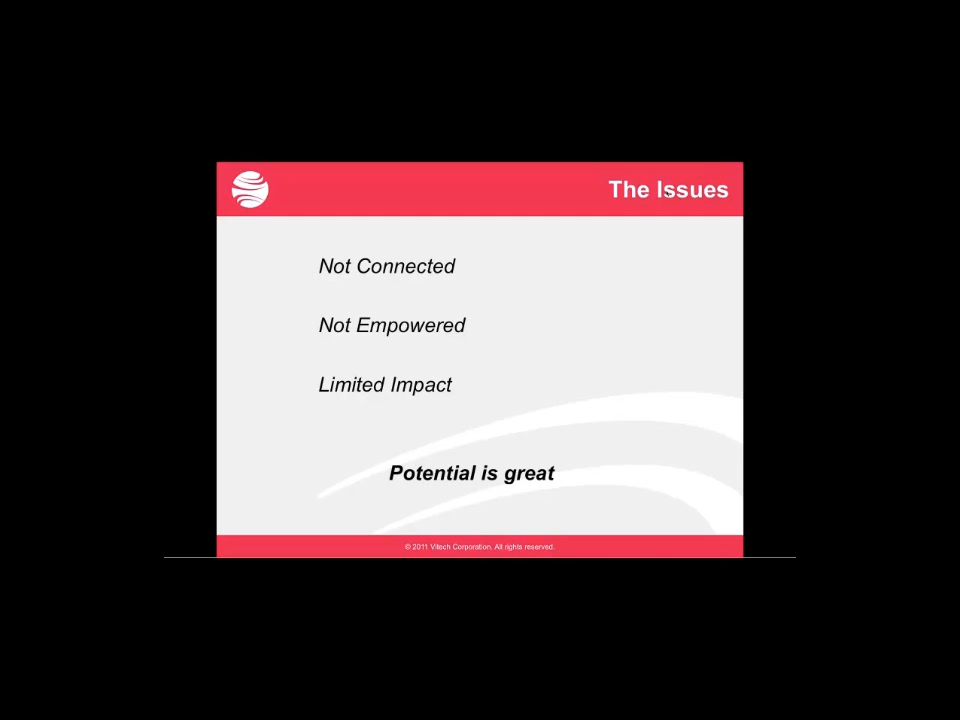 The Issues
Not Connected
Not Empowered
Limited Impact
Potential is great
© 2011 Vitech Corporation. All rights reserved.